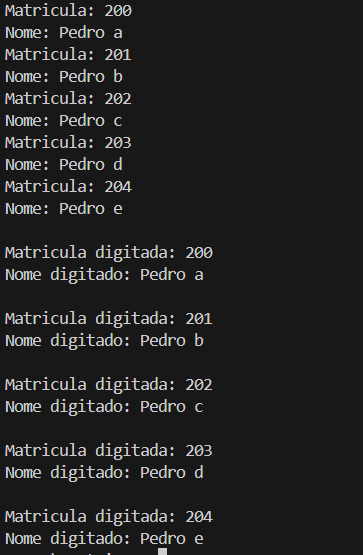 Matricula: 200
Nome: Pedro a
Matricula: 201
Nome: Pedro b
Matricula: 202
Nome: Pedro c
Matricula: 203
Nome: Pedro d
Matricula: 204
Nome: Pedro e
Matricula digitada: 200
Nome digitado: Pedro a
Matricula digitada: 201
Nome digitado: Pedro b
Matricula digitada: 202
Nome digitado: Pedro c
Matricula digitada: 203
Nome digitado: Pedro d
Matricula digitada: 204
Nome digitado: Pedro e